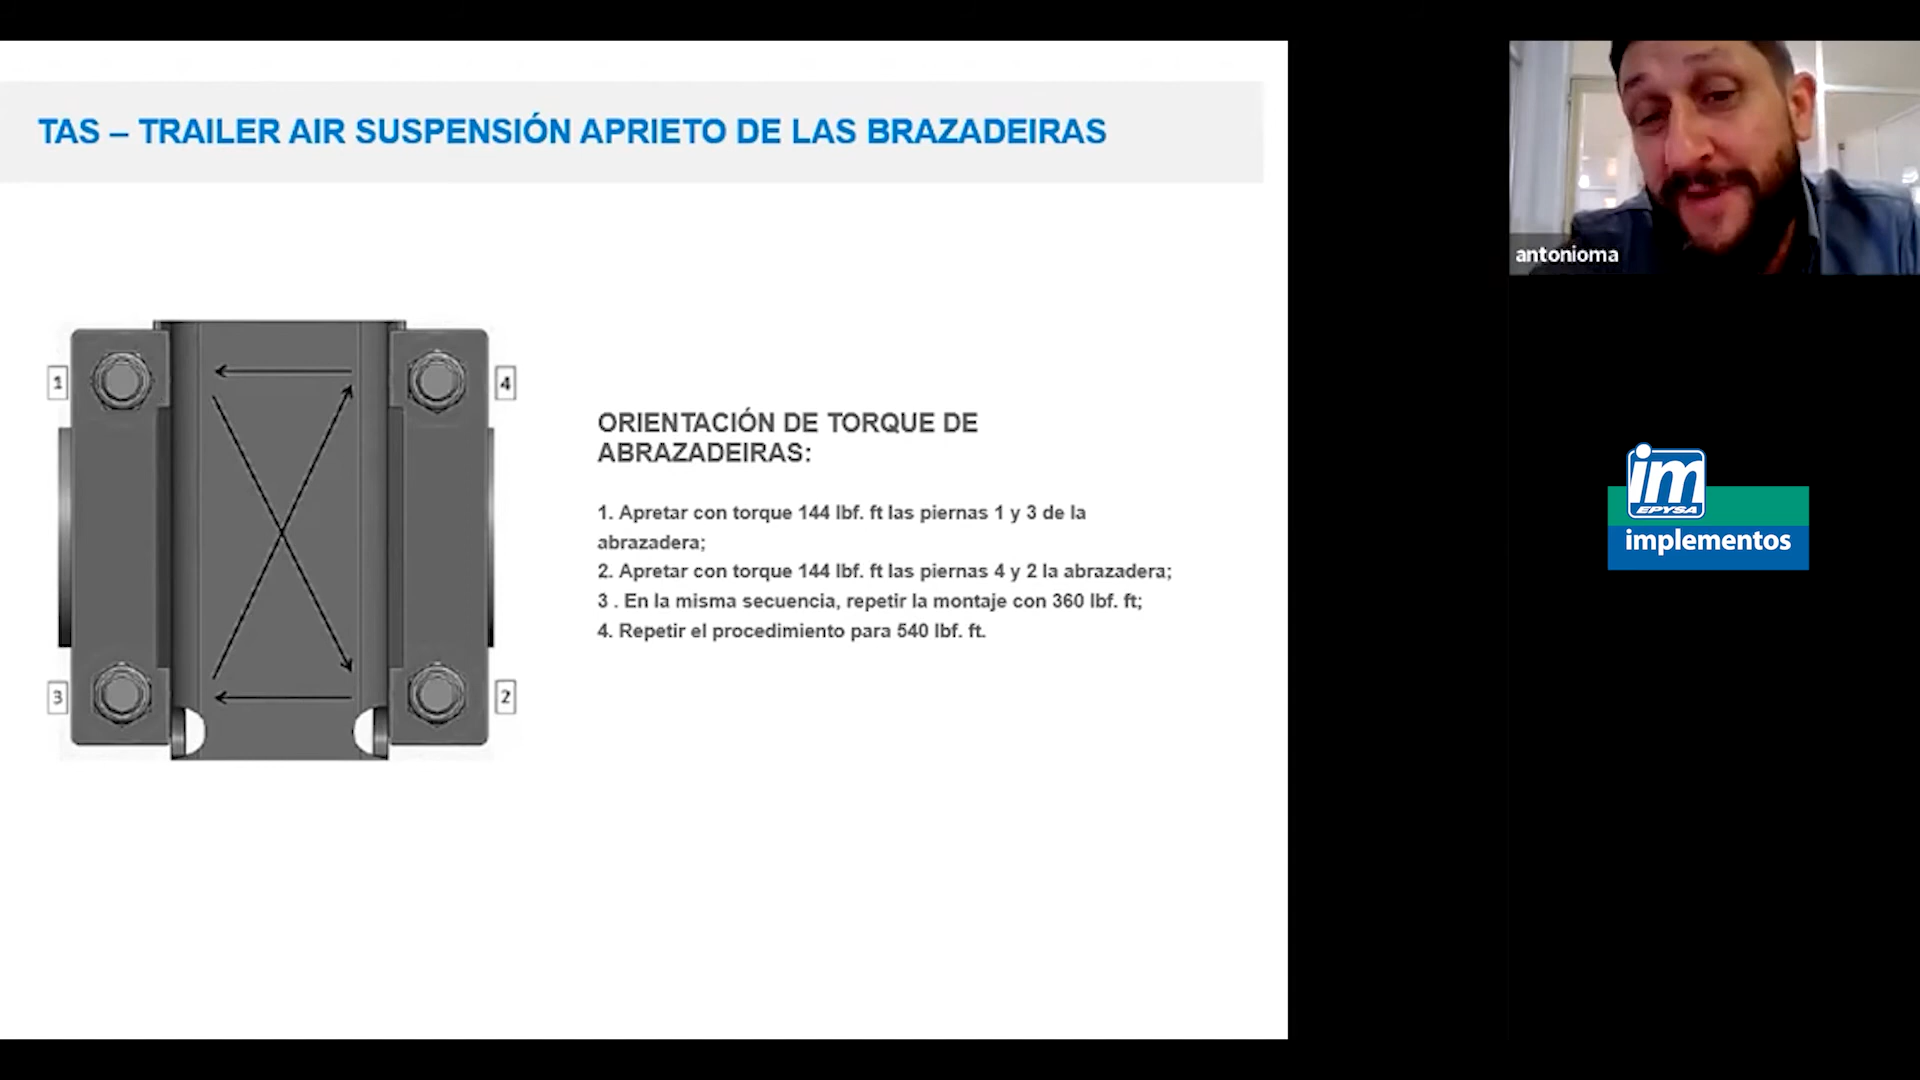 TAS – TRAILER AIR SUSPENSIÓN APRIETO DE LAS BRAZADEIRAS
1
4
3
2
ORIENTACIÓN DE TORQUE DE
ABRAZADEIRAS:
1. Apretar con torque 144 lbf. ft las piernas 1 y 3 de la
abrazadera;
2. Apretar con torque 144 lbf. ft las piernas 4 y 2 la abrazadera;
3 . En la misma secuencia, repetir la montaje con 360 lbf. ft;
4. Repetir el procedimiento para 540 lbf. ft.
antonioma
im
EPYSA
implementos